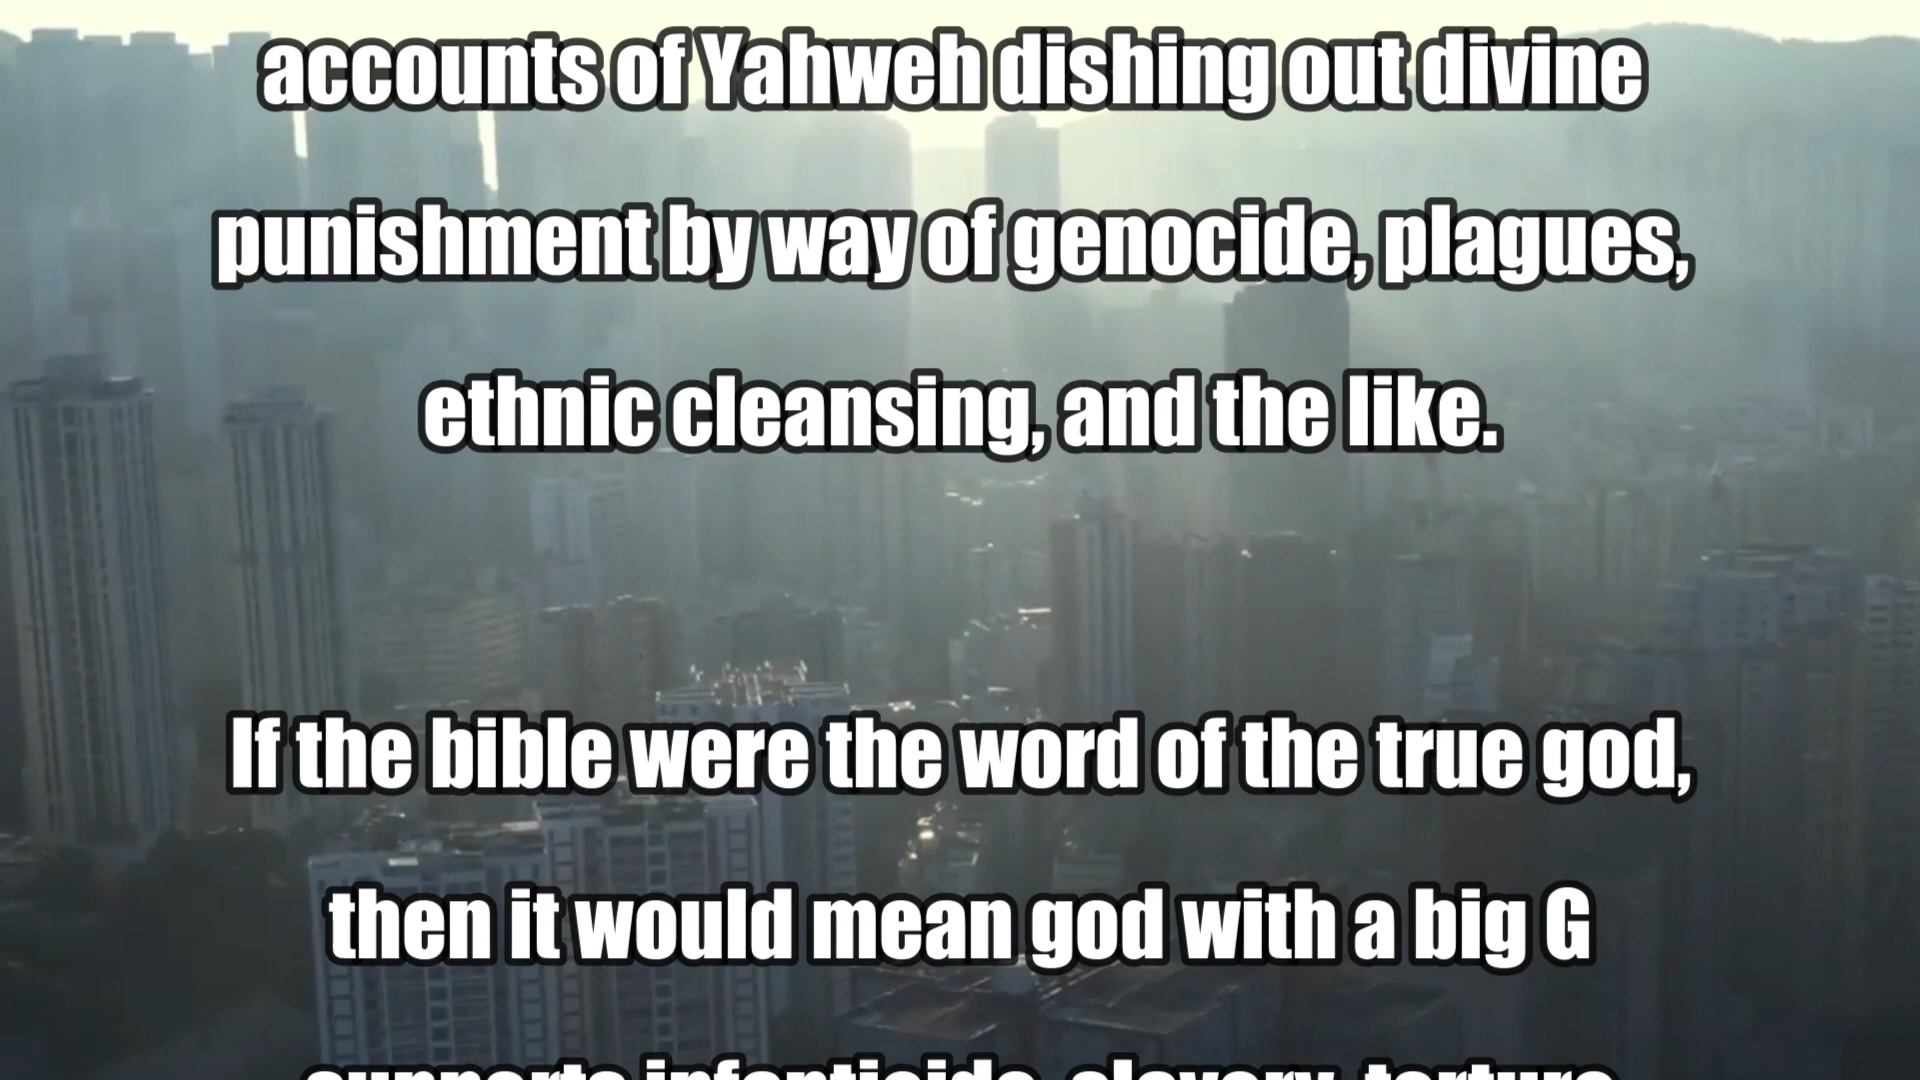 accounts of Yahweh dishing out divine
punishment by way of genocide, plagues,
ethnic cleansing, and the like.
If the bible were the word of the true god,
then it would mean god with a big G
supports infanticide, slavery, torture